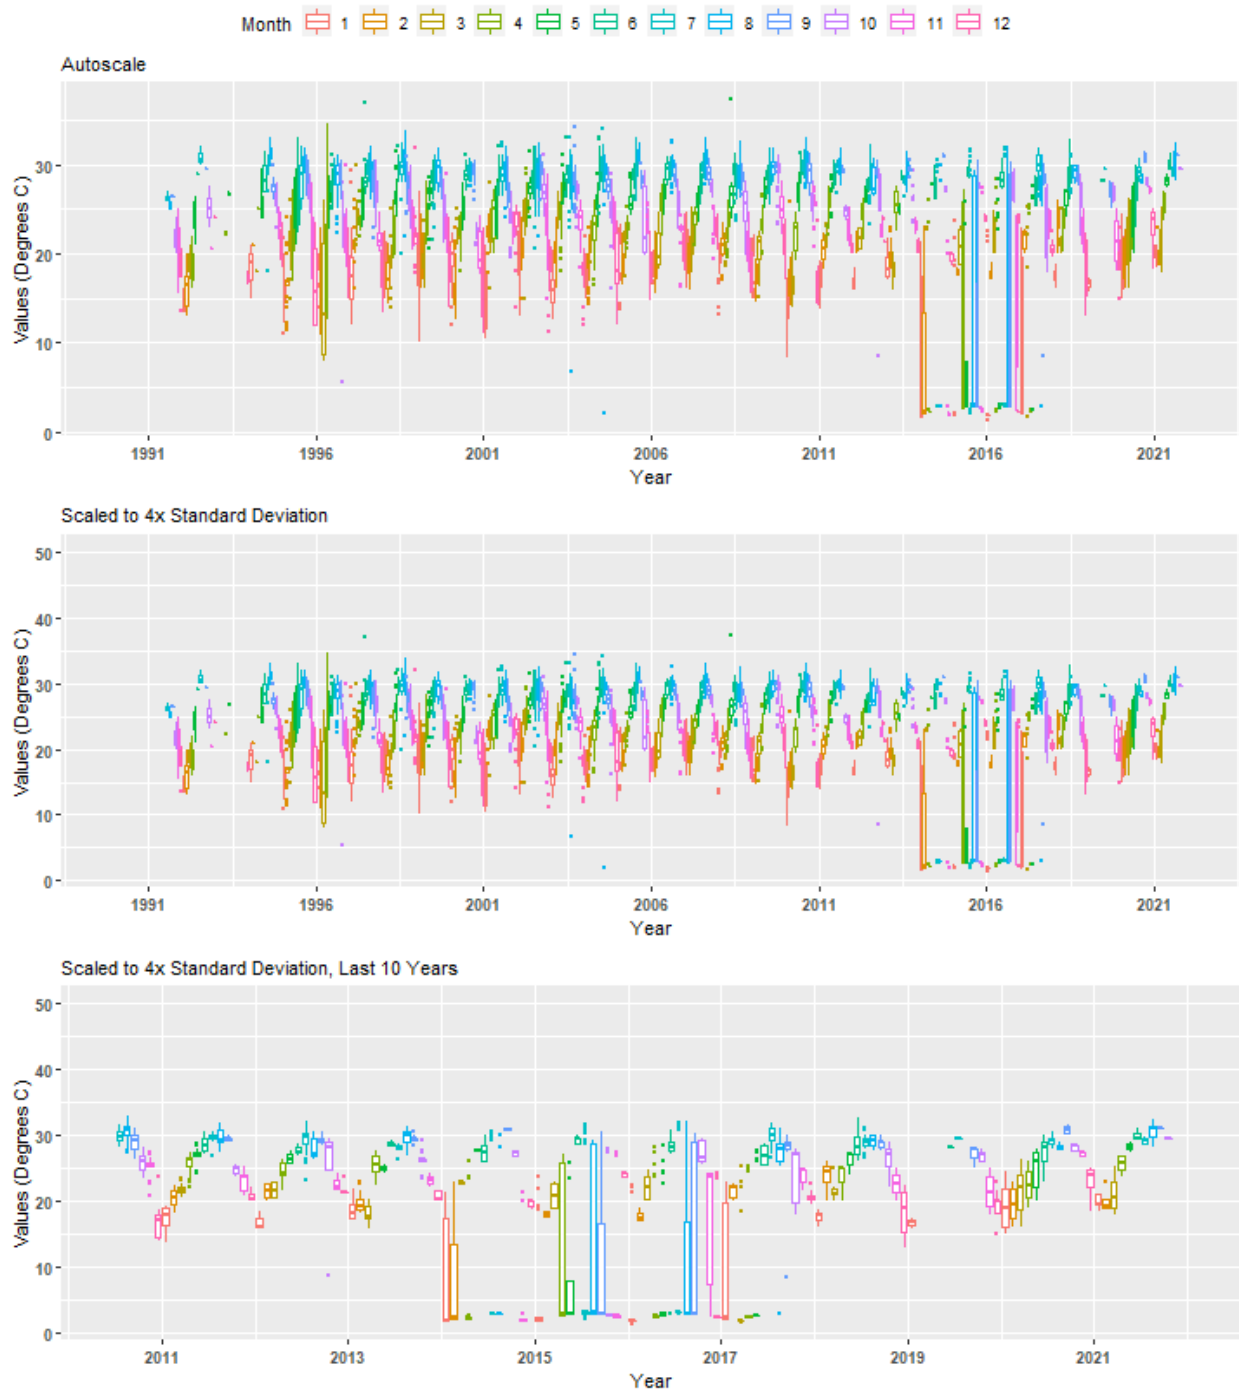 Month 1 2 3 4 5 6 7 8 9 10 11 12
Autoscale
Values (Degrees C)
30
20
10
0
1991 1996 2001 2006 2011 2016 2021
Year
Scaled to 4x Standard Deviation
Values (Degrees C)
50
40
30
20
10
0
1991 1996 2001 2006 2011 2016 2021
Year
Scaled to 4x Standard Deviation, Last 10 Years
Values (Degrees C)
50
40
30
20
10
0
2011 2013 2015 2017 2019 2021
Year